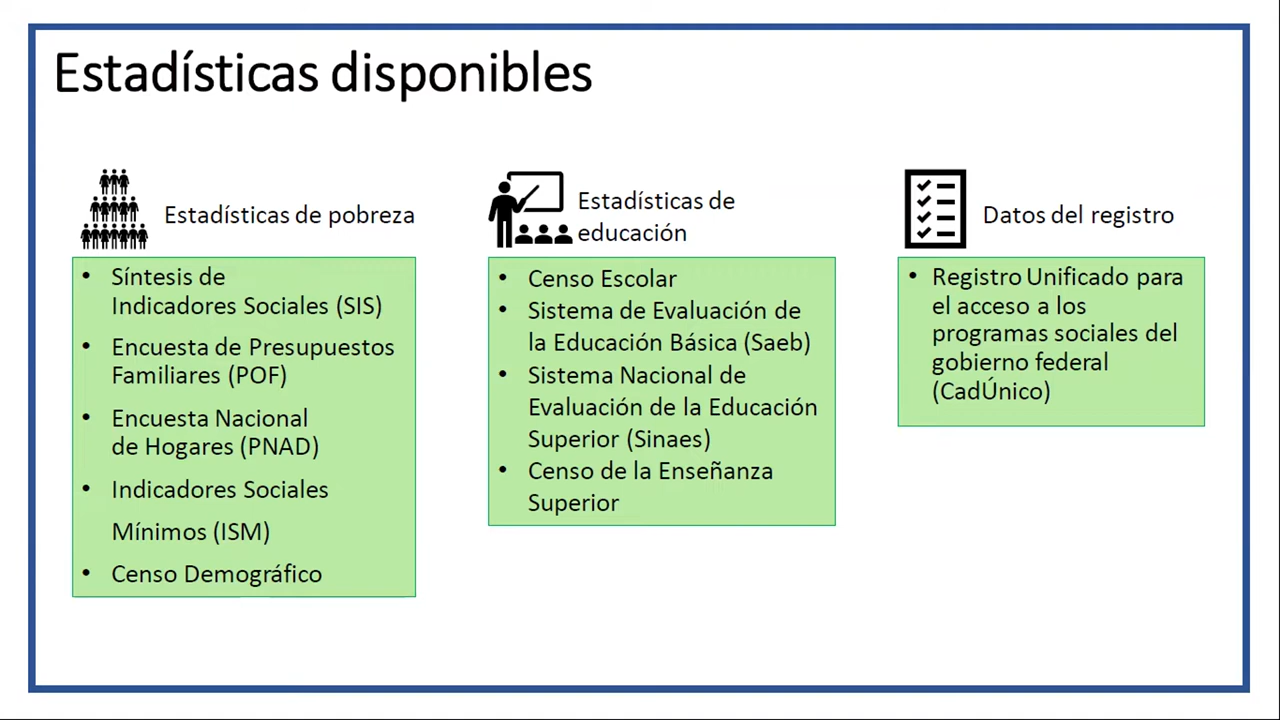 Estadísticas disponibles
Estadísticas de pobreza
• Síntesis de
Indicadores Sociales (SIS)
• Encuesta de Presupuestos
Familiares (POF)
• Encuesta Nacional
de Hogares (PNAD)
• Indicadores Sociales
Mínimos (ISM)
• Censo Demográfico
Estadísticas de
educación
• Censo Escolar
• Sistema de Evaluación de
la Educación Básica (Saeb)
• Sistema Nacional de
Evaluación de la Educación
Superior (Sinaes)
• Censo de la Enseñanza
Superior
Datos del registro
• Registro Unificado para
el acceso a los
programas sociales del
gobierno federal
(CadÚnico)